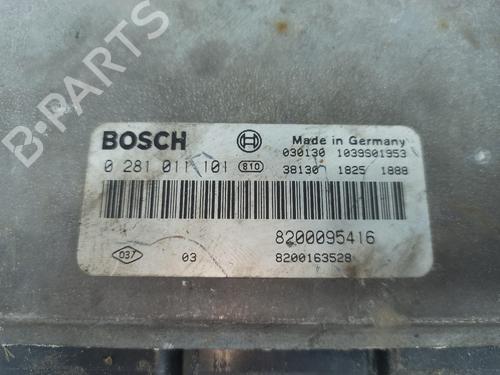 B-PARTS
BOSCH
Made in Germany
030130 1039S01953
0 281 011 101 810 38130 1825 1888
8200095416
037 03 8200163528